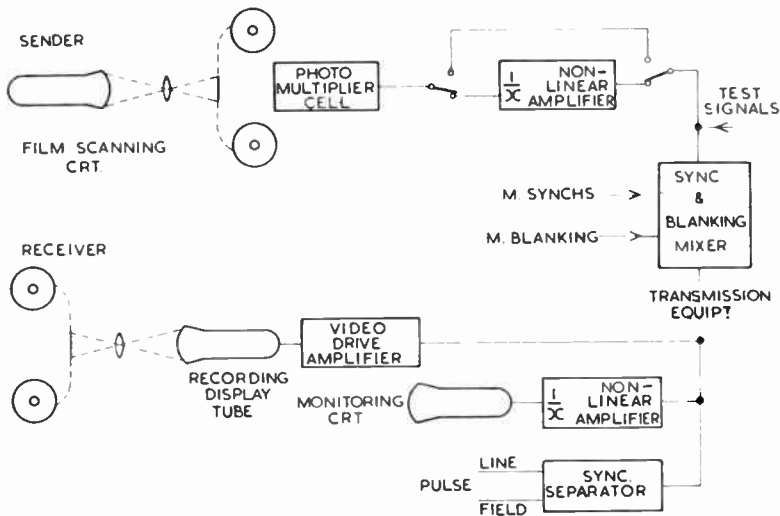 SENDER
FILM SCANNING
CRT.
PHOTO
MULTIPLIER
CELL
1/x
NON-
LINEAR
AMPLIFIER
TEST
SIGNALS
SYNC
&
BLANKING
MIXER
M. SYNCHS
M. BLANKING
TRANSMISSION
EQUIPT
RECEIVER
RECORDING
DISPLAY
TUBE
VIDEO
DRIVE
AMPLIFIER
MONITORING
CRT
1/x
NON-
LINEAR
AMPLIFIER
PULSE
LINE
FIELD
SYNC.
SEPARATOR